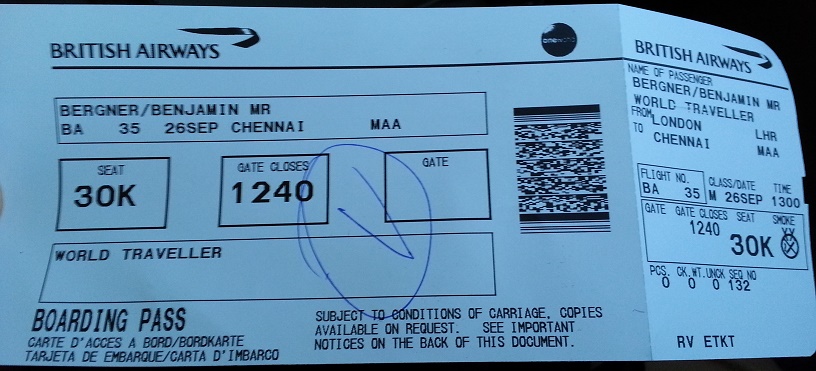 BRITISH AIRWAYS
oneworld
BERGNER/BENJAMIN MR
BA 35 26SEP CHENNAI MAA
SEAT
30K
GATE CLOSES
1240
GATE
WORLD TRAVELLER
BOARDING PASS
CARTE D'ACCES A BORD/BORDKARTE
TARJETA DE EMBARQUE/CARTA D'IMBARCO
SUBJECT TO CONDITIONS OF CARRIAGE, COPIES
AVAILABLE ON REQUEST. SEE IMPORTANT
NOTICES ON THE BACK OF THIS DOCUMENT.
BRITISH AIRWAYS
NAME OF PASSENGER
BERGNER/BENJAMIN MR
WORLD TRAVELLER
FROM LONDON LHR
TO CHENNAI MAA
FLIGHT NO. CLASS/DATE TIME
BA 35 M 26SEP 1300
GATE GATE CLOSES SEAT SMOKE
1240 30K XX
PCS. CK.WT. UNCK SEQ NO
0 0 0 132
RV ETKT